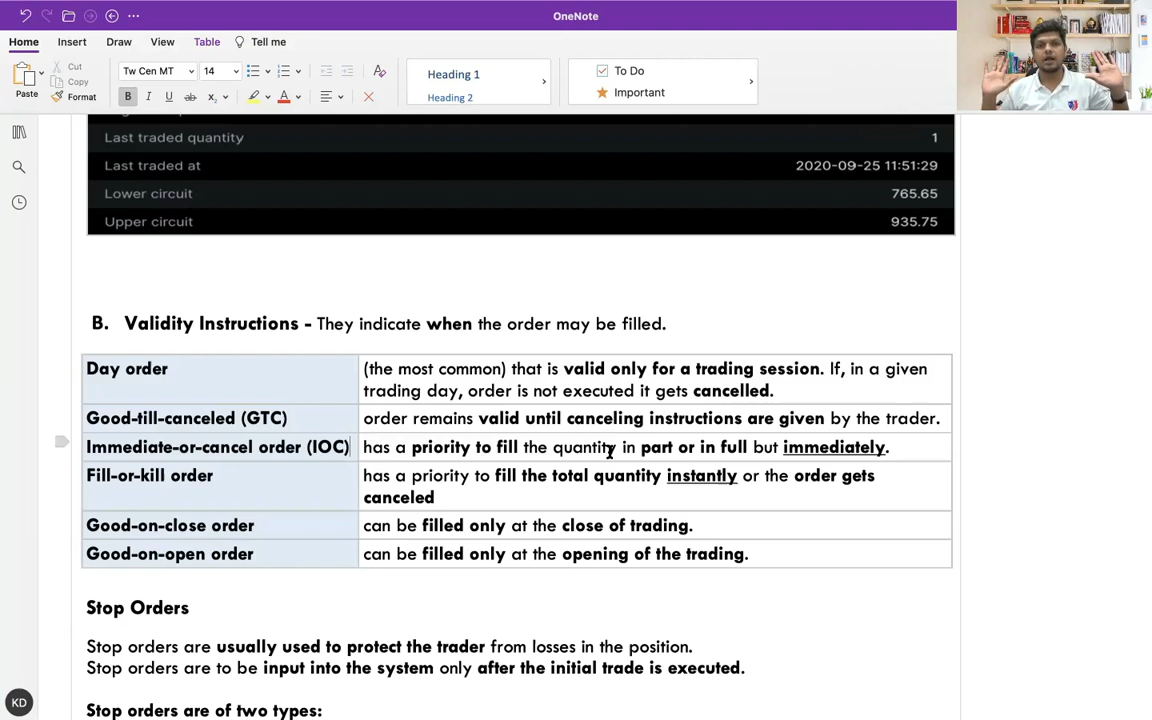 OneNote
Home Insert Draw View Table Tell me
Cut
Copy
Paste Format
Tw Cen MT 14
B I U ab x₂ A
Heading 1
Heading 2
To Do
Important
Last traded quantity 1
Last traded at 2020-09-25 11:51:29
Lower circuit 765.65
Upper circuit 935.75
B. Validity Instructions - They indicate when the order may be filled.
Day order (the most common) that is valid only for a trading session. If, in a given
trading day, order is not executed it gets cancelled.
Good-till-canceled (GTC) order remains valid until canceling instructions are given by the trader.
Immediate-or-cancel order (IOC) has a priority to fill the quantity in part or in full but immediately.
Fill-or-kill order has a priority to fill the total quantity instantly or the order gets
canceled
Good-on-close order can be filled only at the close of trading.
Good-on-open order can be filled only at the opening of the trading.
Stop Orders
Stop orders are usually used to protect the trader from losses in the position.
Stop orders are to be input into the system only after the initial trade is executed.
Stop orders are of two types:
KD